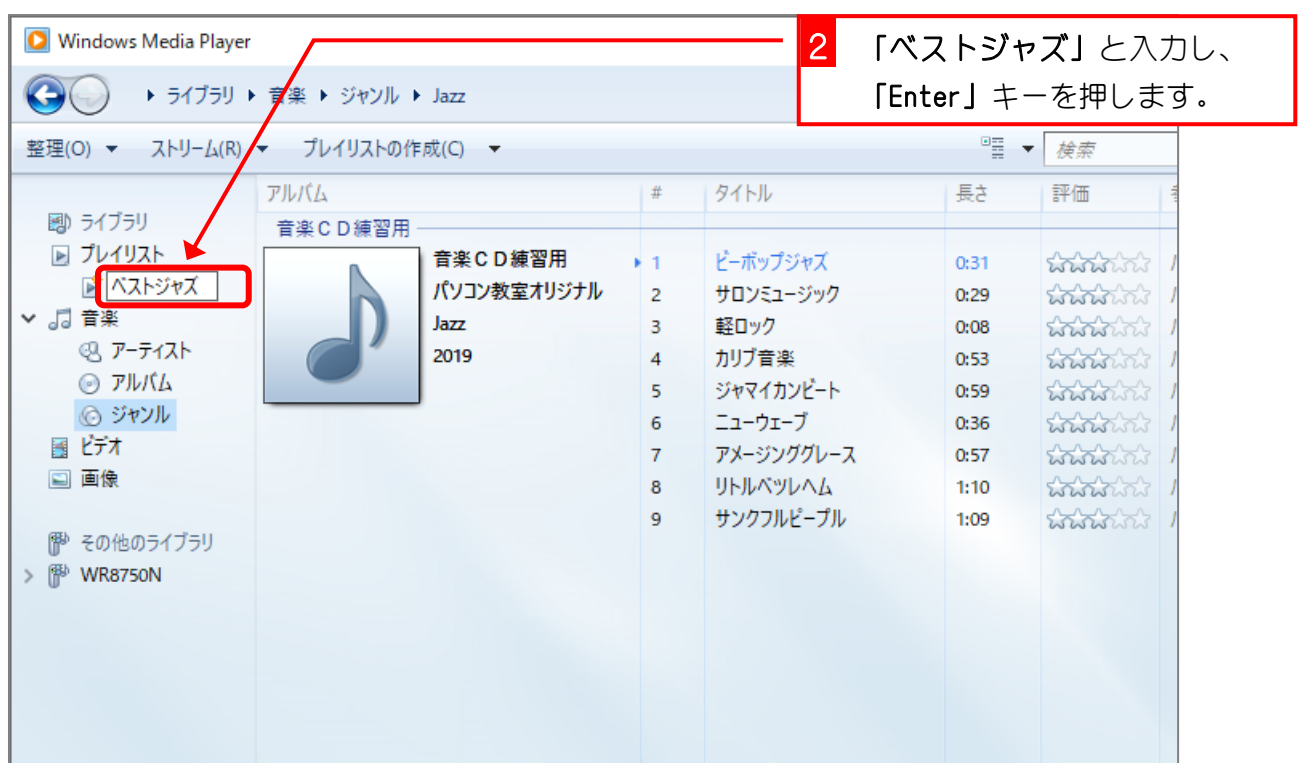 Windows Media Player
2 「ベストジャズ」と入力し、
「Enter」キーを押します。
ライブラリ 音楽 ジャンル Jazz
整理(O) ストリーム(R) プレイリストの作成(C) 検索
アルバム # タイトル 長さ 評価
ライブラリ
プレイリスト
ベストジャズ
音楽
アーティスト
アルバム
ジャンル
ビデオ
画像
その他のライブラリ
WR8750N
音楽CD練習用
音楽CD練習用
パソコン教室オリジナル
Jazz
2019
1 ビーボップジャズ 0:31
2 サロンミュージック 0:29
3 軽ロック 0:08
4 カリブ音楽 0:53
5 ジャマイカンビート 0:59
6 ニューウェーブ 0:36
7 アメージンググレース 0:57
8 リトルベツレヘム 1:10
9 サンクフルピープル 1:09